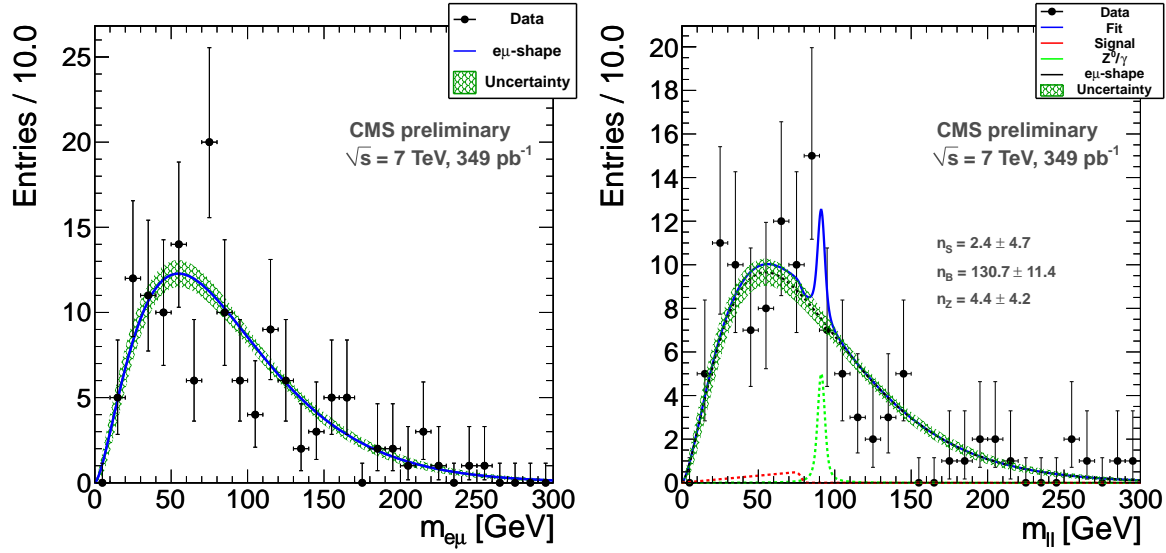 Entries / 10.0
25
20
15
10
5
0
0 50 100 150 200 250 300
m_eμ [GeV]
Data
eμ-shape
Uncertainty
CMS preliminary
√s = 7 TeV, 349 pb⁻¹
Entries / 10.0
20
18
16
14
12
10
8
6
4
2
0
0 50 100 150 200 250 300
m_ll [GeV]
Data
Fit
Signal
Z⁰/γ
eμ-shape
Uncertainty
CMS preliminary
√s = 7 TeV, 349 pb⁻¹
n_S = 2.4 ± 4.7
n_B = 130.7 ± 11.4
n_Z = 4.4 ± 4.2